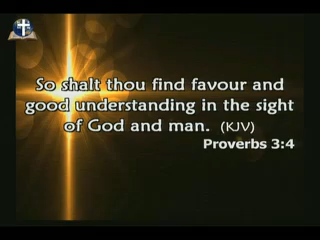 So shalt thou find favour and
good understanding in the sight
of God and man. (KJV)
Proverbs 3:4